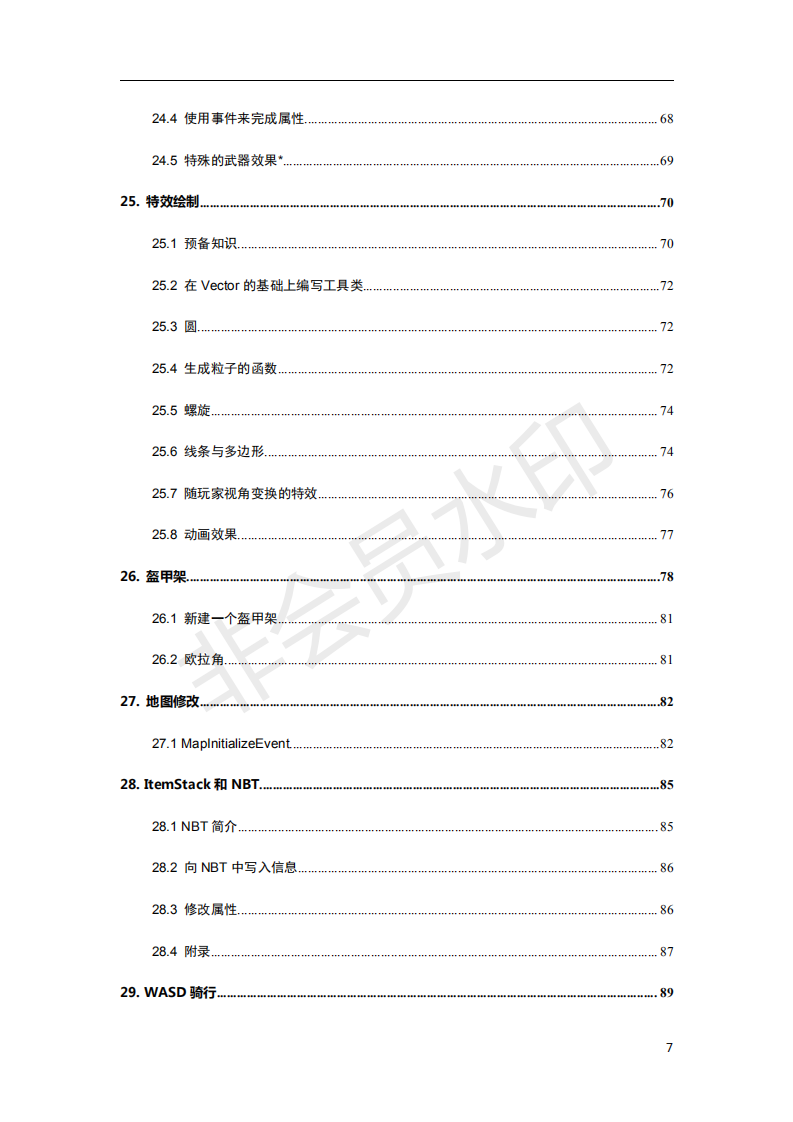 24.4 使用事件来完成属性 68
24.5 特殊的武器效果* 69
25. 特效绘制 70
25.1 预备知识 70
25.2 在 Vector 的基础上编写工具类 72
25.3 圆 72
25.4 生成粒子的函数 72
25.5 螺旋 74
25.6 线条与多边形 74
25.7 随玩家视角变换的特效 76
25.8 动画效果 77
26. 盔甲架 78
26.1 新建一个盔甲架 81
26.2 欧拉角 81
27. 地图修改 82
27.1 MapInitializeEvent 82
28. ItemStack 和 NBT 85
28.1 NBT 简介 85
28.2 向 NBT 中写入信息 86
28.3 修改属性 86
28.4 附录 87
29. WASD 骑行 89
7
非会员水印